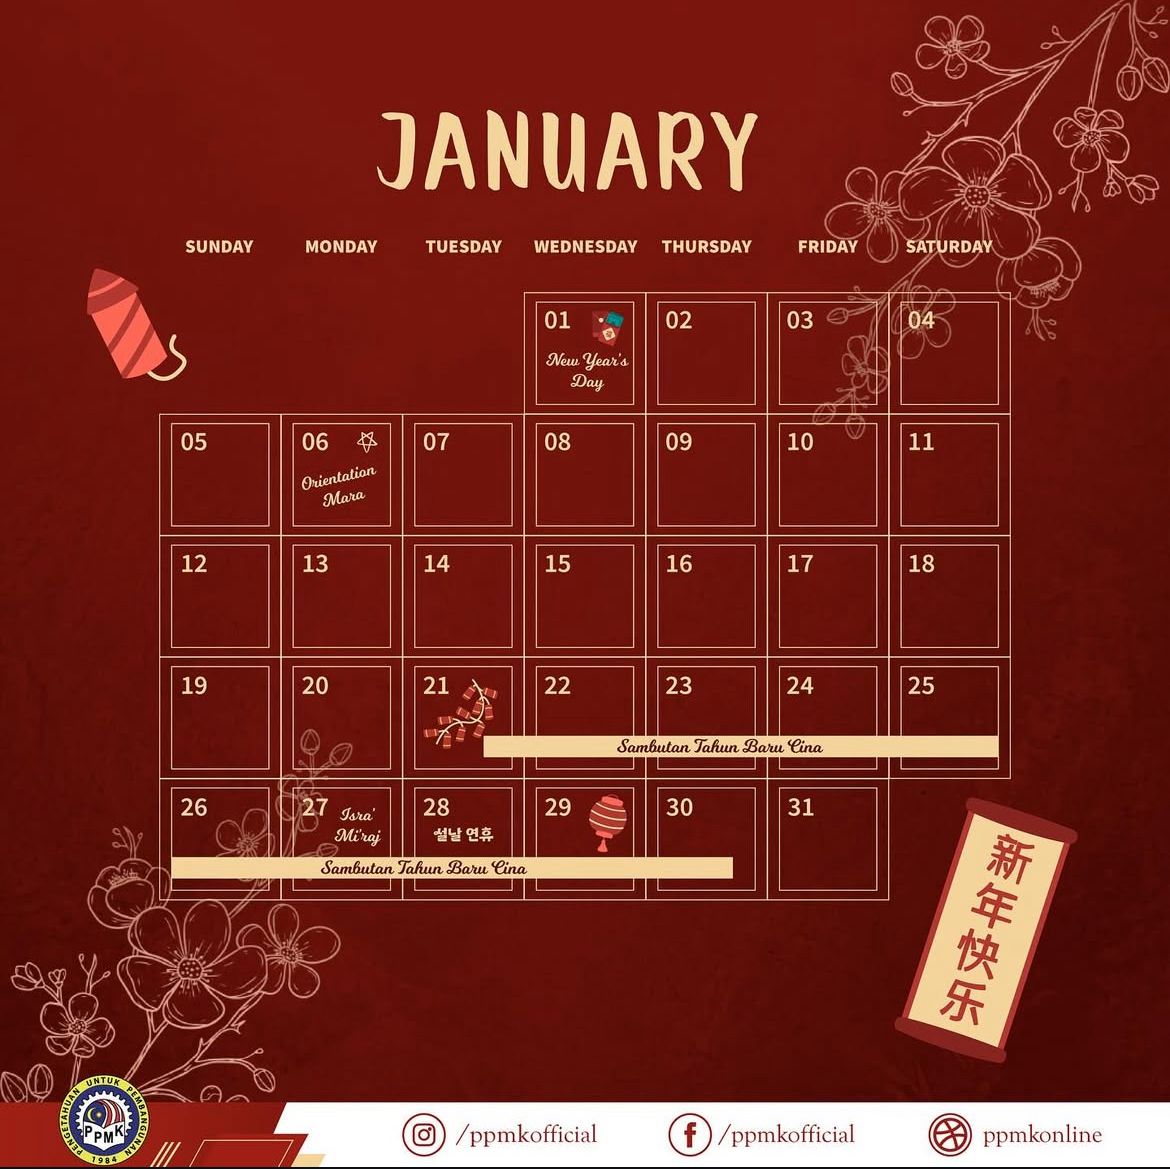 JANUARY
SUNDAY MONDAY TUESDAY WEDNESDAY THURSDAY FRIDAY SATURDAY
01 02 03 04
New Year's
Day
05 06 07 08 09 10 11
Orientation
Mara
12 13 14 15 16 17 18
19 20 21 22 23 24 25
Sambutan Tahun Baru Cina
26 27 28 29 30 31
Isra'
Mi'raj
설날 연휴
Sambutan Tahun Baru Cina
新年快乐
PENGETAHUAN UNTUK PEMBANGUNAN
PPMK
1984
/ppmkofficial /ppmkofficial ppmkonline